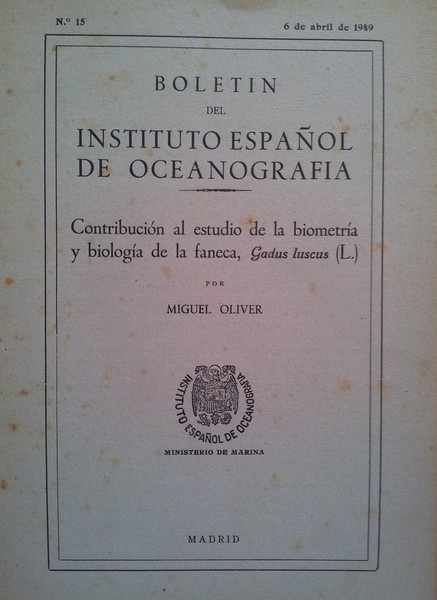 N.º 15
6 de abril de 1949
BOLETIN
DEL
INSTITUTO ESPAÑOL
DE OCEANOGRAFIA
Contribución al estudio de la biometría
y biología de la faneca, Gadus luscus (L.)
POR
MIGUEL OLIVER
INSTITUTO ESPAÑOL DE OCEANOGRAFIA
MINISTERIO DE MARINA
MADRID